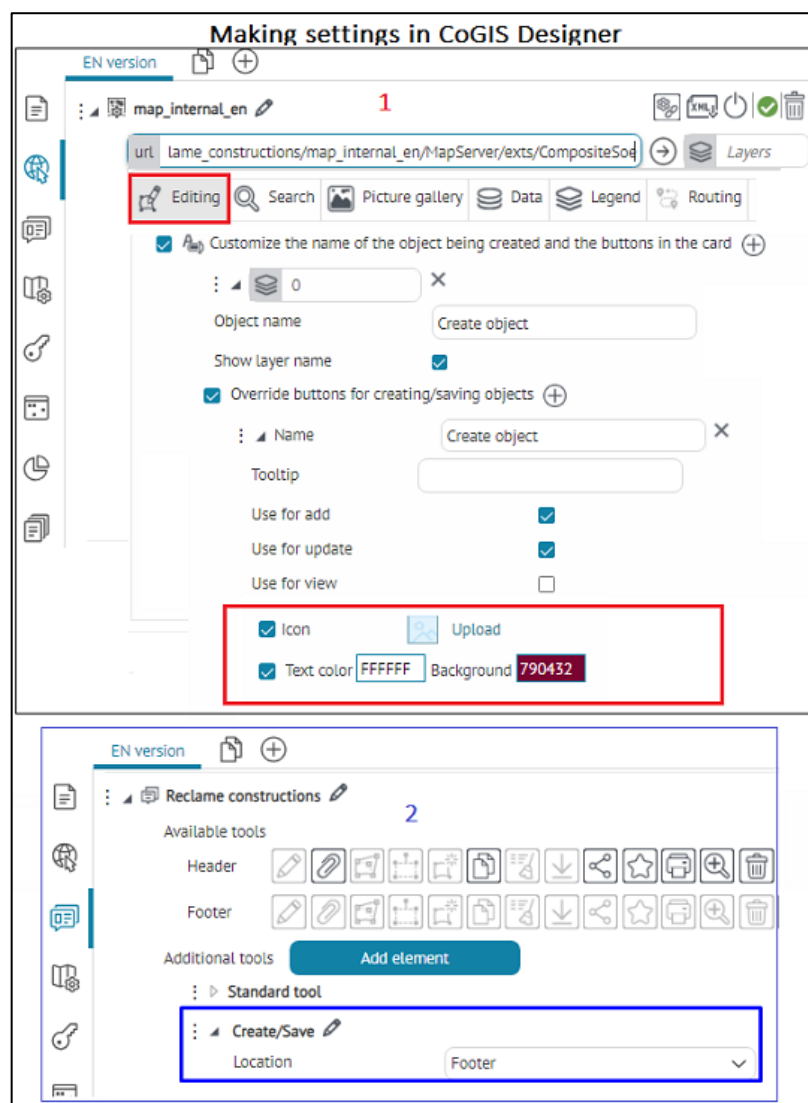 Making settings in CoGIS Designer
EN version
map_internal_en
1
XML
url lame_constructions/map_internal_en/MapServer/exts/CompositeSoe Layers
Editing Search Picture gallery Data Legend Routing
Customize the name of the object being created and the buttons in the card
0
Object name Create object
Show layer name
Override buttons for creating/saving objects
Name Create object
Tooltip
Use for add
Use for update
Use for view
Icon Upload
Text color FFFFFF Background 790432
EN version
Reclame constructions
2
Available tools
Header
Footer
Additional tools Add element
Standard tool
Create/Save
Location Footer